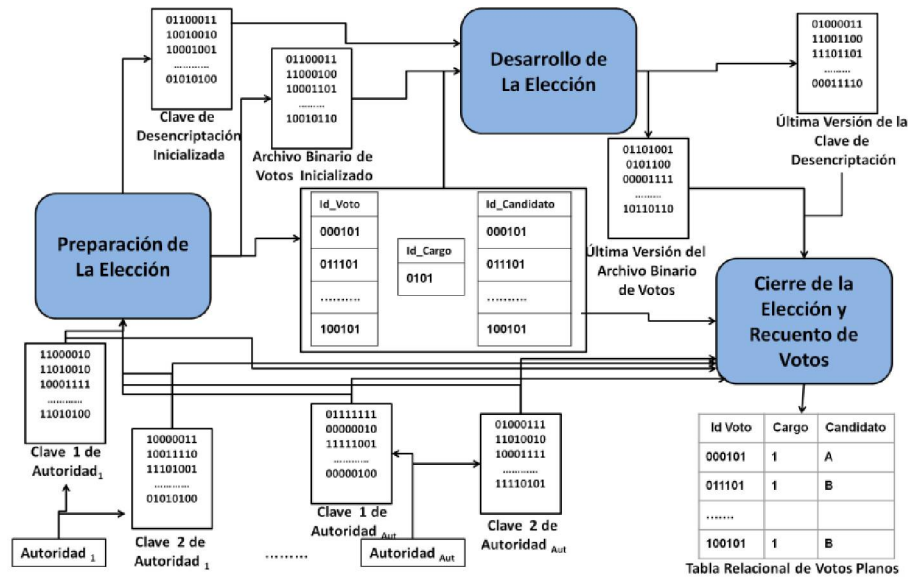 01100011
10010010
10001001
............
01010100
Clave de
Desencriptación
Inicializada
01100011
11000100
10001101
.........
10010110
Archivo Binario de
Votos Inicializado
Desarrollo de
La Elección
01000011
11001100
11101101
.........
00011110
Última Versión de la
Clave de
Desencriptación
01101001
0101100
00001111
.........
10110110
Última Versión del
Archivo Binario
de Votos
Preparación de
La Elección
Id_Voto
000101
011101
..........
100101
Id_Cargo
0101
Id_Candidato
000101
011101
..........
100101
Cierre de la
Elección y
Recuento de
Votos
11000010
11010010
10001111
............
11010100
Clave 1 de
Autoridad1
10000011
10011110
11101001
............
01010100
Clave 2 de
Autoridad1
01111111
00000010
11111001
............
00000100
Clave 1 de
Autoridad Aut
01000111
11010010
10001111
............
11110101
Clave 2 de
Autoridad Aut
Autoridad 1
.........
Autoridad Aut
Id Voto Cargo Candidato
000101 1 A
011101 1 B
.......
100101 1 B
Tabla Relacional de Votos Planos